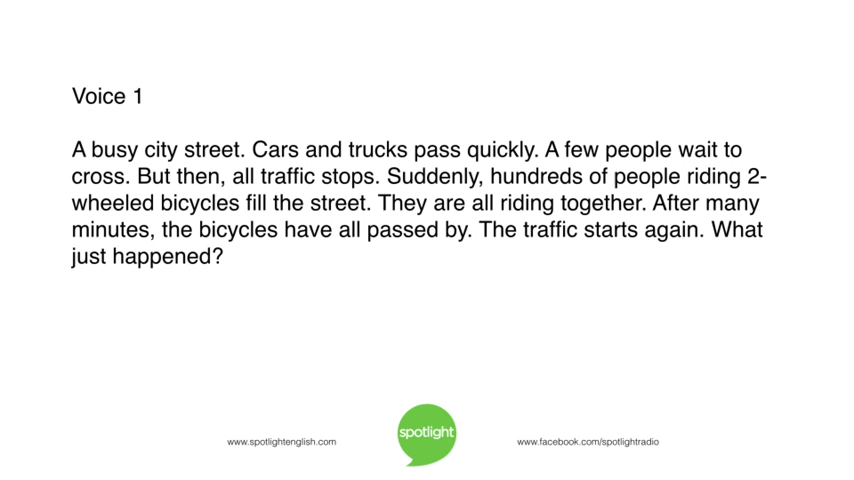 Voice 1
A busy city street. Cars and trucks pass quickly. A few people wait to
cross. But then, all traffic stops. Suddenly, hundreds of people riding 2-
wheeled bicycles fill the street. They are all riding together. After many
minutes, the bicycles have all passed by. The traffic starts again. What
just happened?
spotlight
www.spotlightenglish.com
www.facebook.com/spotlightradio